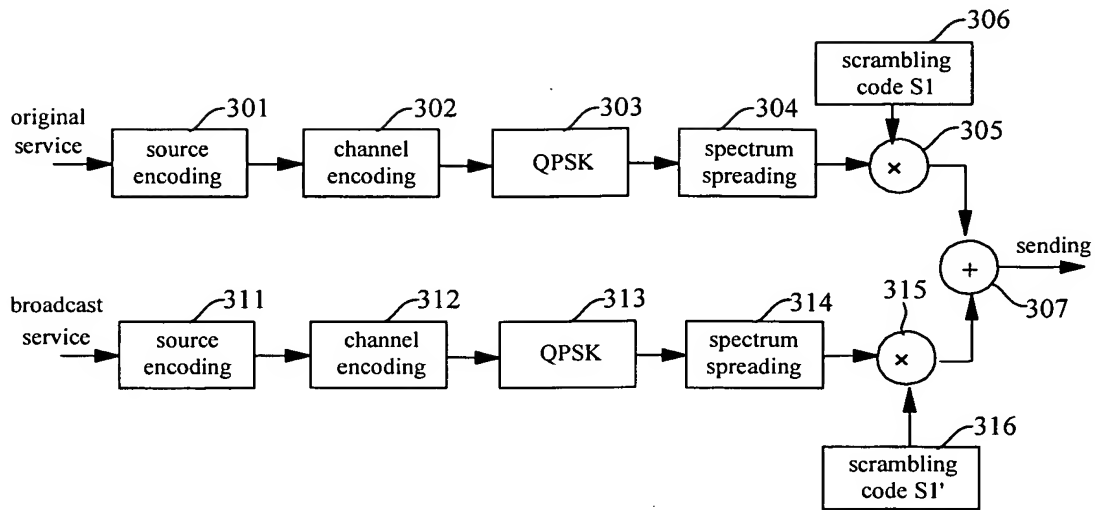 306
scrambling
code S1
original
service
301
source
encoding
302
channel
encoding
303
QPSK
304
spectrum
spreading
305
×
+
sending
307
broadcast
service
311
source
encoding
312
channel
encoding
313
QPSK
314
spectrum
spreading
315
×
316
scrambling
code S1'